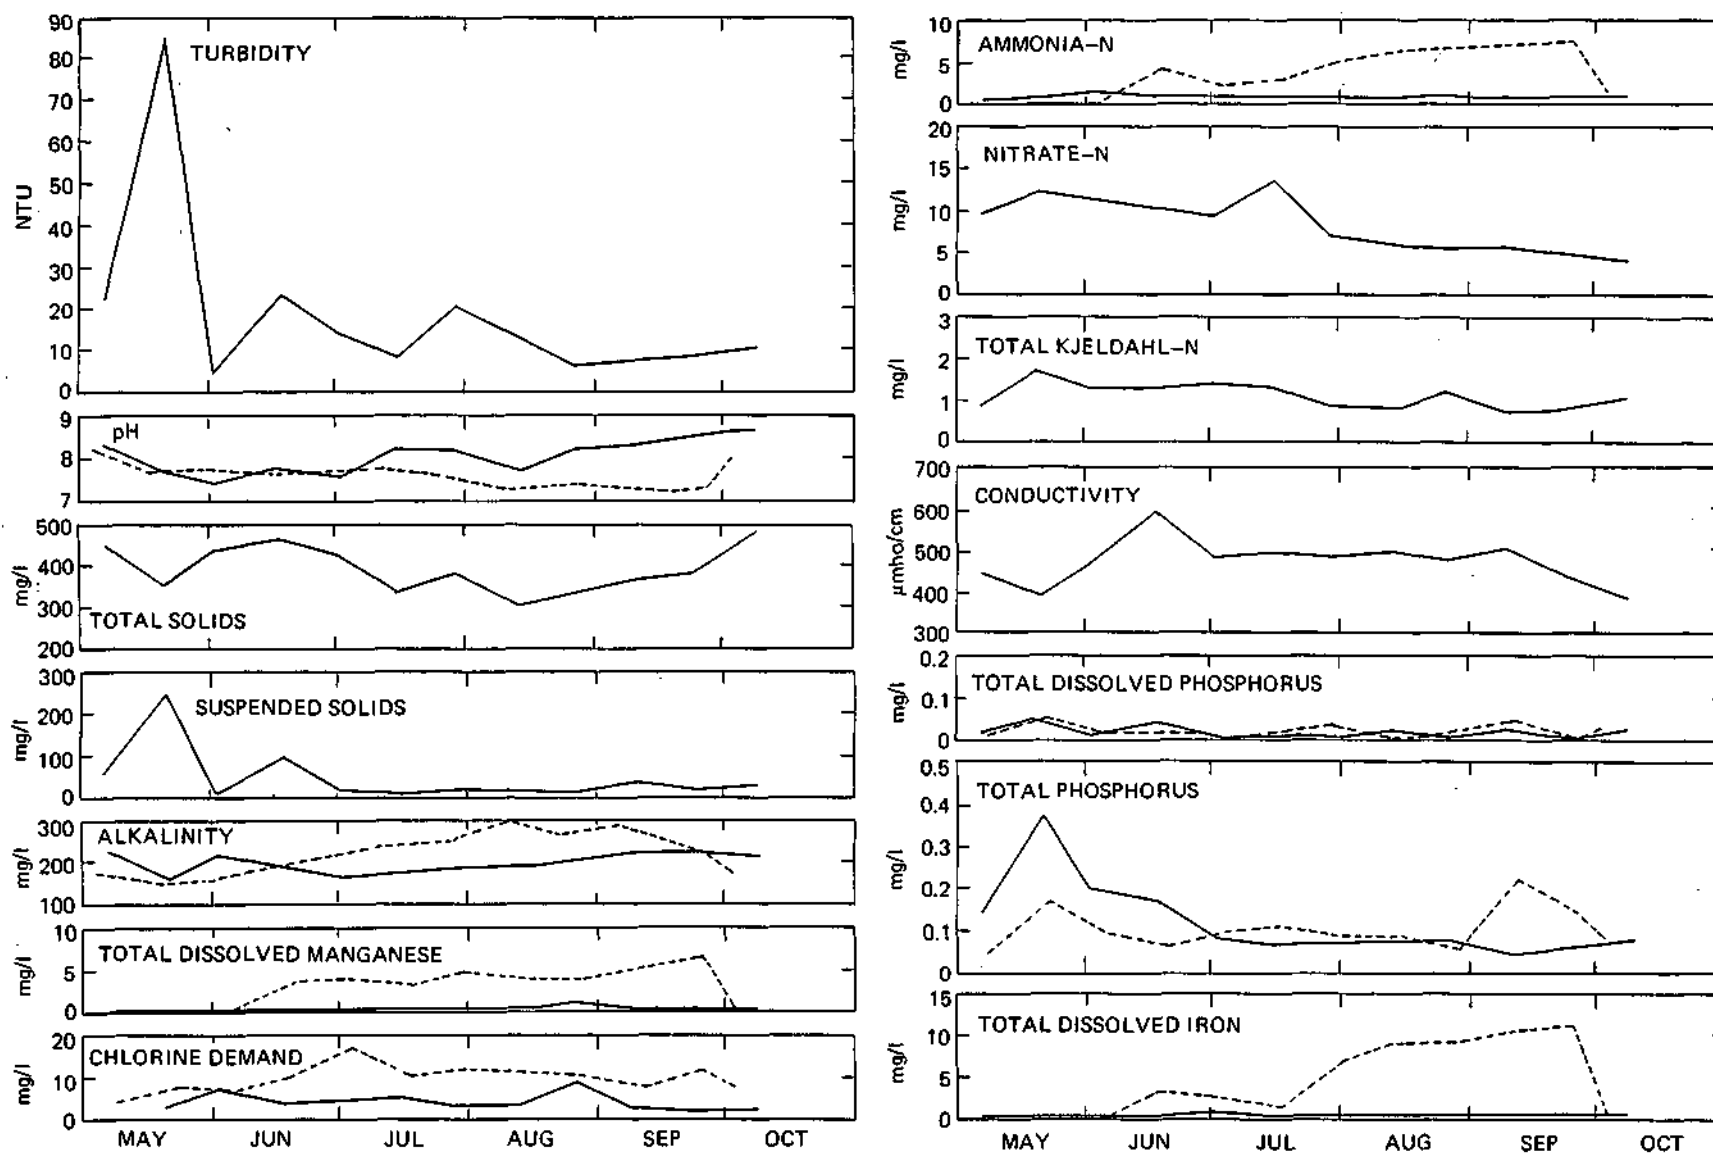 90
80
70
60
50
40
30
20
10
0
NTU
TURBIDITY
9
8
7
pH
500
400
300
200
mg/l
TOTAL SOLIDS
300
200
100
0
mg/l
SUSPENDED SOLIDS
300
200
100
mg/l
ALKALINITY
10
5
0
mg/l
TOTAL DISSOLVED MANGANESE
20
10
0
mg/l
CHLORINE DEMAND
MAY JUN JUL AUG SEP OCT
10
5
0
mg/l
AMMONIA-N
20
15
10
5
0
mg/l
NITRATE-N
3
2
1
0
mg/l
TOTAL KJELDAHL-N
700
600
500
400
300
µmho/cm
CONDUCTIVITY
0.2
0.1
0
mg/l
TOTAL DISSOLVED PHOSPHORUS
0.5
0.4
0.3
0.2
0.1
0
mg/l
TOTAL PHOSPHORUS
15
10
5
0
mg/l
TOTAL DISSOLVED IRON
MAY JUN JUL AUG SEP OCT